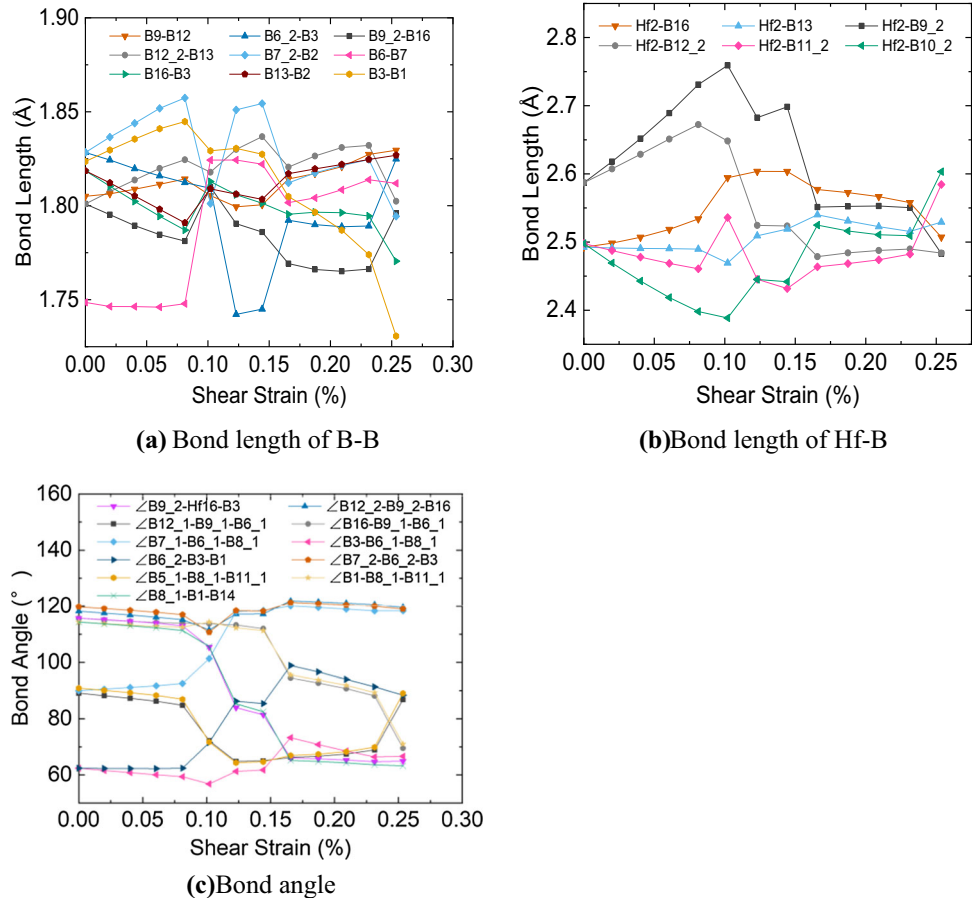 1.90
1.85
1.80
1.75
Bond Length (Å)
B9-B12 B6_2-B3 B9_2-B16
B12_2-B13 B7_2-B2 B6-B7
B16-B3 B13-B2 B3-B1
0.00 0.05 0.10 0.15 0.20 0.25 0.30
Shear Strain (%)
(a) Bond length of B-B
2.8
2.7
2.6
2.5
2.4
Bond Length (Å)
Hf2-B16 Hf2-B13 Hf2-B9_2
Hf2-B12_2 Hf2-B11_2 Hf2-B10_2
0.00 0.05 0.10 0.15 0.20 0.25
Shear Strain (%)
(b)Bond length of Hf-B
160
140
120
100
80
60
Bond Angle (°)
∠B9_2-Hf16-B3 ∠B12_2-B9_2-B16
∠B12_1-B9_1-B6_1 ∠B16-B9_1-B6_1
∠B7_1-B6_1-B8_1 ∠B3-B6_1-B8_1
∠B6_2-B3-B1 ∠B7_2-B6_2-B3
∠B5_1-B8_1-B11_1 ∠B1-B8_1-B11_1
∠B8_1-B1-B14
0.00 0.05 0.10 0.15 0.20 0.25 0.30
Shear Strain (%)
(c)Bond angle